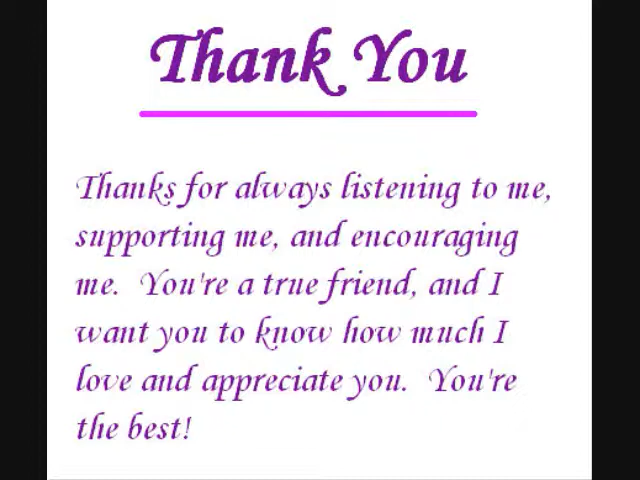 Thank You
Thanks for always listening to me,
supporting me, and encouraging
me.  You're a true friend, and I
want you to know how much I
love and appreciate you.  You're
the best!